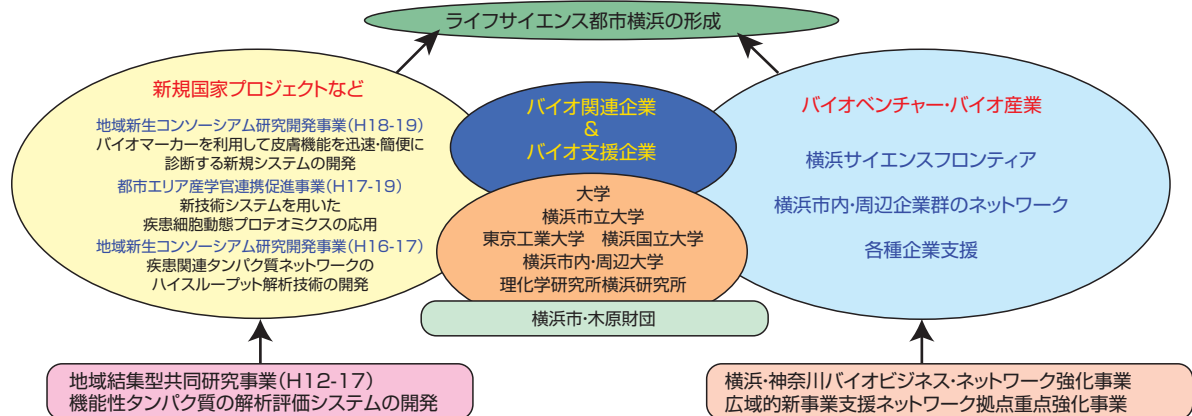 ライフサイエンス都市横浜の形成
新規国家プロジェクトなど
地域新生コンソーシアム研究開発事業(H18-19)
バイオマーカーを利用して皮膚機能を迅速・簡便に
診断する新規システムの開発
都市エリア産学官連携促進事業(H17-19)
新技術システムを用いた
疾患細胞動態プロテオミクスの応用
地域新生コンソーシアム研究開発事業(H16-17)
疾患関連タンパク質ネットワークの
ハイスループット解析技術の開発
バイオ関連企業
&
バイオ支援企業
大学
横浜市立大学
東京工業大学 横浜国立大学
横浜市内・周辺大学
理化学研究所横浜研究所
横浜市・木原財団
バイオベンチャー・バイオ産業
横浜サイエンスフロンティア
横浜市内・周辺企業群のネットワーク
各種企業支援
地域結集型共同研究事業(H12-17)
機能性タンパク質の解析評価システムの開発
横浜・神奈川バイオビジネス・ネットワーク強化事業
広域的新事業支援ネットワーク拠点重点強化事業